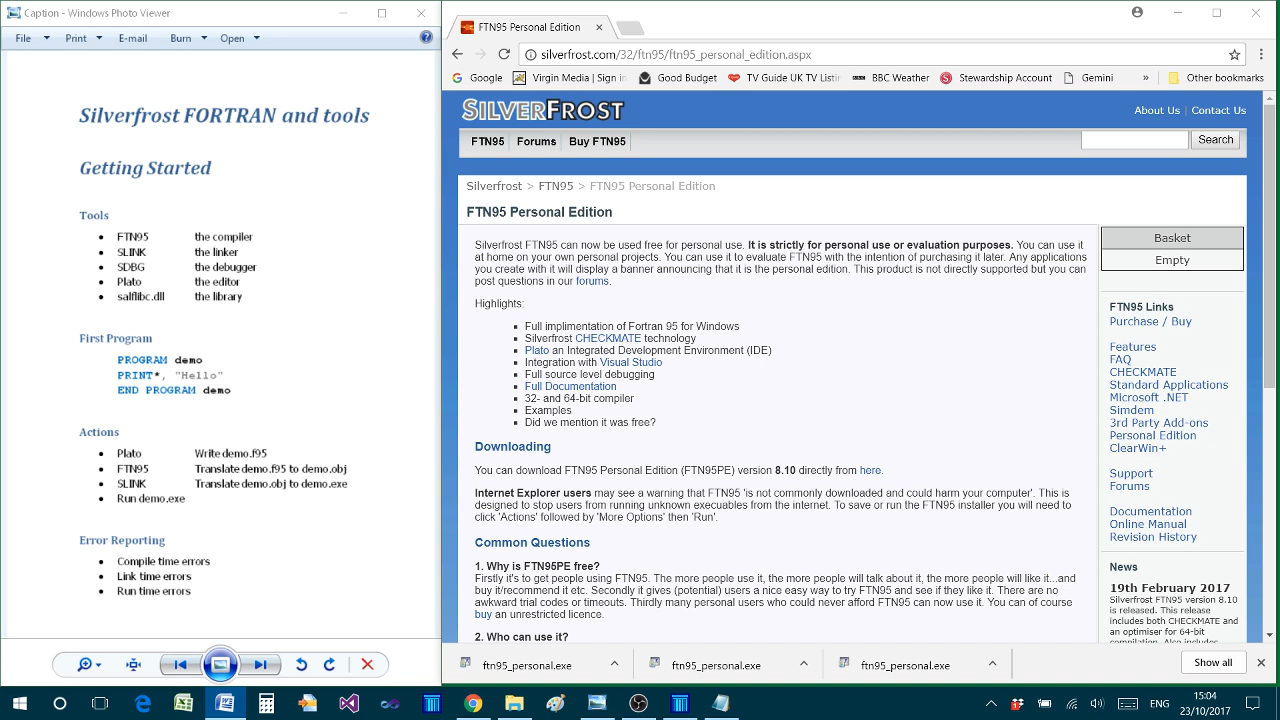 Caption - Windows Photo Viewer
File Print E-mail Burn Open
Silverfrost FORTRAN and tools
Getting Started
Tools
FTN95 the compiler
SLINK the linker
SDBG the debugger
Plato the editor
salflibc.dll the library
First Program
PROGRAM demo
PRINT*, "Hello"
END PROGRAM demo
Actions
Plato Write demo.f95
FTN95 Translate demo.f95 to demo.obj
SLINK Translate demo.obj to demo.exe
Run demo.exe
Error Reporting
Compile time errors
Link time errors
Run time errors
FTN95 Personal Edition
silverfrost.com/32/ftn95/ftn95_personal_edition.aspx
Google Virgin Media | Sign in Good Budget TV Guide UK TV Listin BBC Weather Stewardship Account Gemini » Other bookmarks
SILVERFROST
About Us | Contact Us
FTN95 Forums Buy FTN95 Search
Silverfrost > FTN95 > FTN95 Personal Edition
FTN95 Personal Edition
Silverfrost FTN95 can now be used free for personal use. It is strictly for personal use or evaluation purposes. You can use it
at home on your own personal projects. You can use it to evaluate FTN95 with the intention of purchasing it later. Any applications
you create with it will display a banner announcing that it is the personal edition. This product is not directly supported but you can
post questions in our forums.
Highlights:
Full implimentation of Fortran 95 for Windows
Silverfrost CHECKMATE technology
Plato an Integrated Development Environment (IDE)
Integration with Visual Studio
Full source level debugging
Full Documentation
32- and 64-bit compiler
Examples
Did we mention it was free?
Downloading
You can download FTN95 Personal Edition (FTN95PE) version 8.10 directly from here.
Internet Explorer users may see a warning that FTN95 'is not commonly downloaded and could harm your computer'. This is
designed to stop users from running unknown execuables from the internet. To save or run the FTN95 installer you will need to
click 'Actions' followed by 'More Options' then 'Run'.
Common Questions
1. Why is FTN95PE free?
Firstly it's to get people using FTN95. The more people use it, the more people will talk about it, the more people will like it...and
buy it/recommend it etc. Secondly it gives (potential) users a nice easy way to try FTN95 and see if they like it. There are no
awkward trial codes or timeouts. Thirdly many personal users who could never afford FTN95 can now use it. You can of course
buy an unrestricted licence.
2. Who can use it?
Basket
Empty
FTN95 Links
Purchase / Buy
Features
FAQ
CHECKMATE
Standard Applications
Microsoft .NET
Simdem
3rd Party Add-ons
Personal Edition
ClearWin+
Support
Forums
Documentation
Online Manual
Revision History
News
19th February 2017
Silverfrost FTN95 version 8.10
is released. This release
includes both CHECKMATE and
an optimiser for 64-bit
compilation. Also includes
ftn95_personal.exe ftn95_personal.exe ftn95_personal.exe Show all
ENG
15:04
23/10/2017